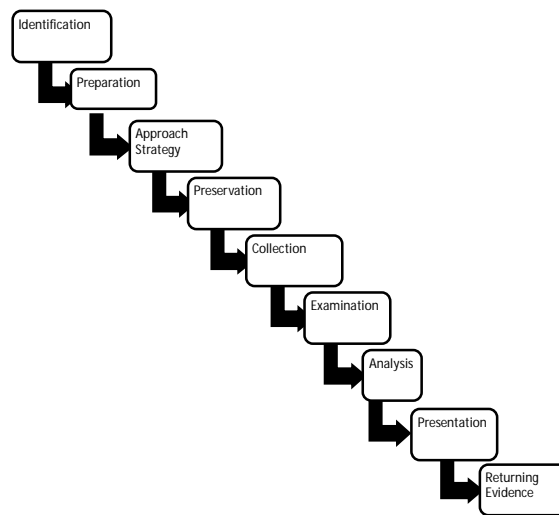 Identification
Preparation
Approach
Strategy
Preservation
Collection
Examination
Analysis
Presentation
Returning
Evidence